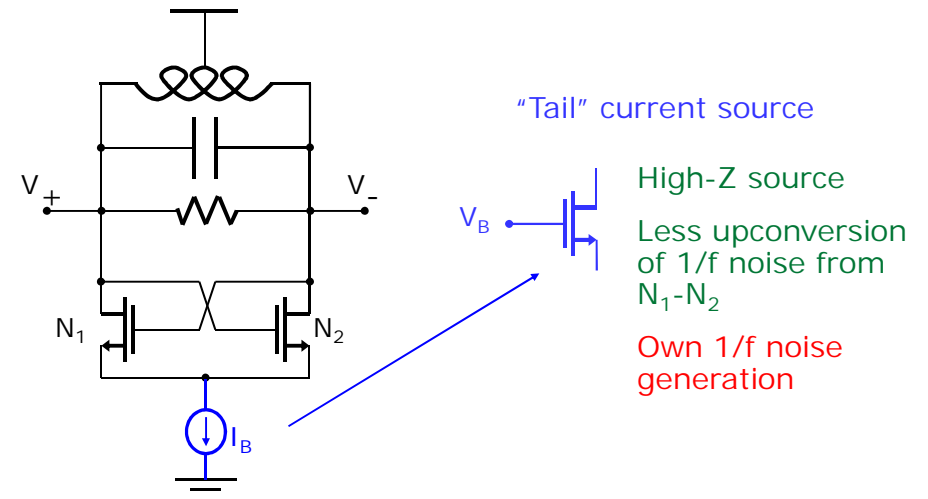 "Tail" current source
V+
V-
High-Z source
VB
Less upconversion
of 1/f noise from
N1-N2
N1
N2
Own 1/f noise
generation
IB